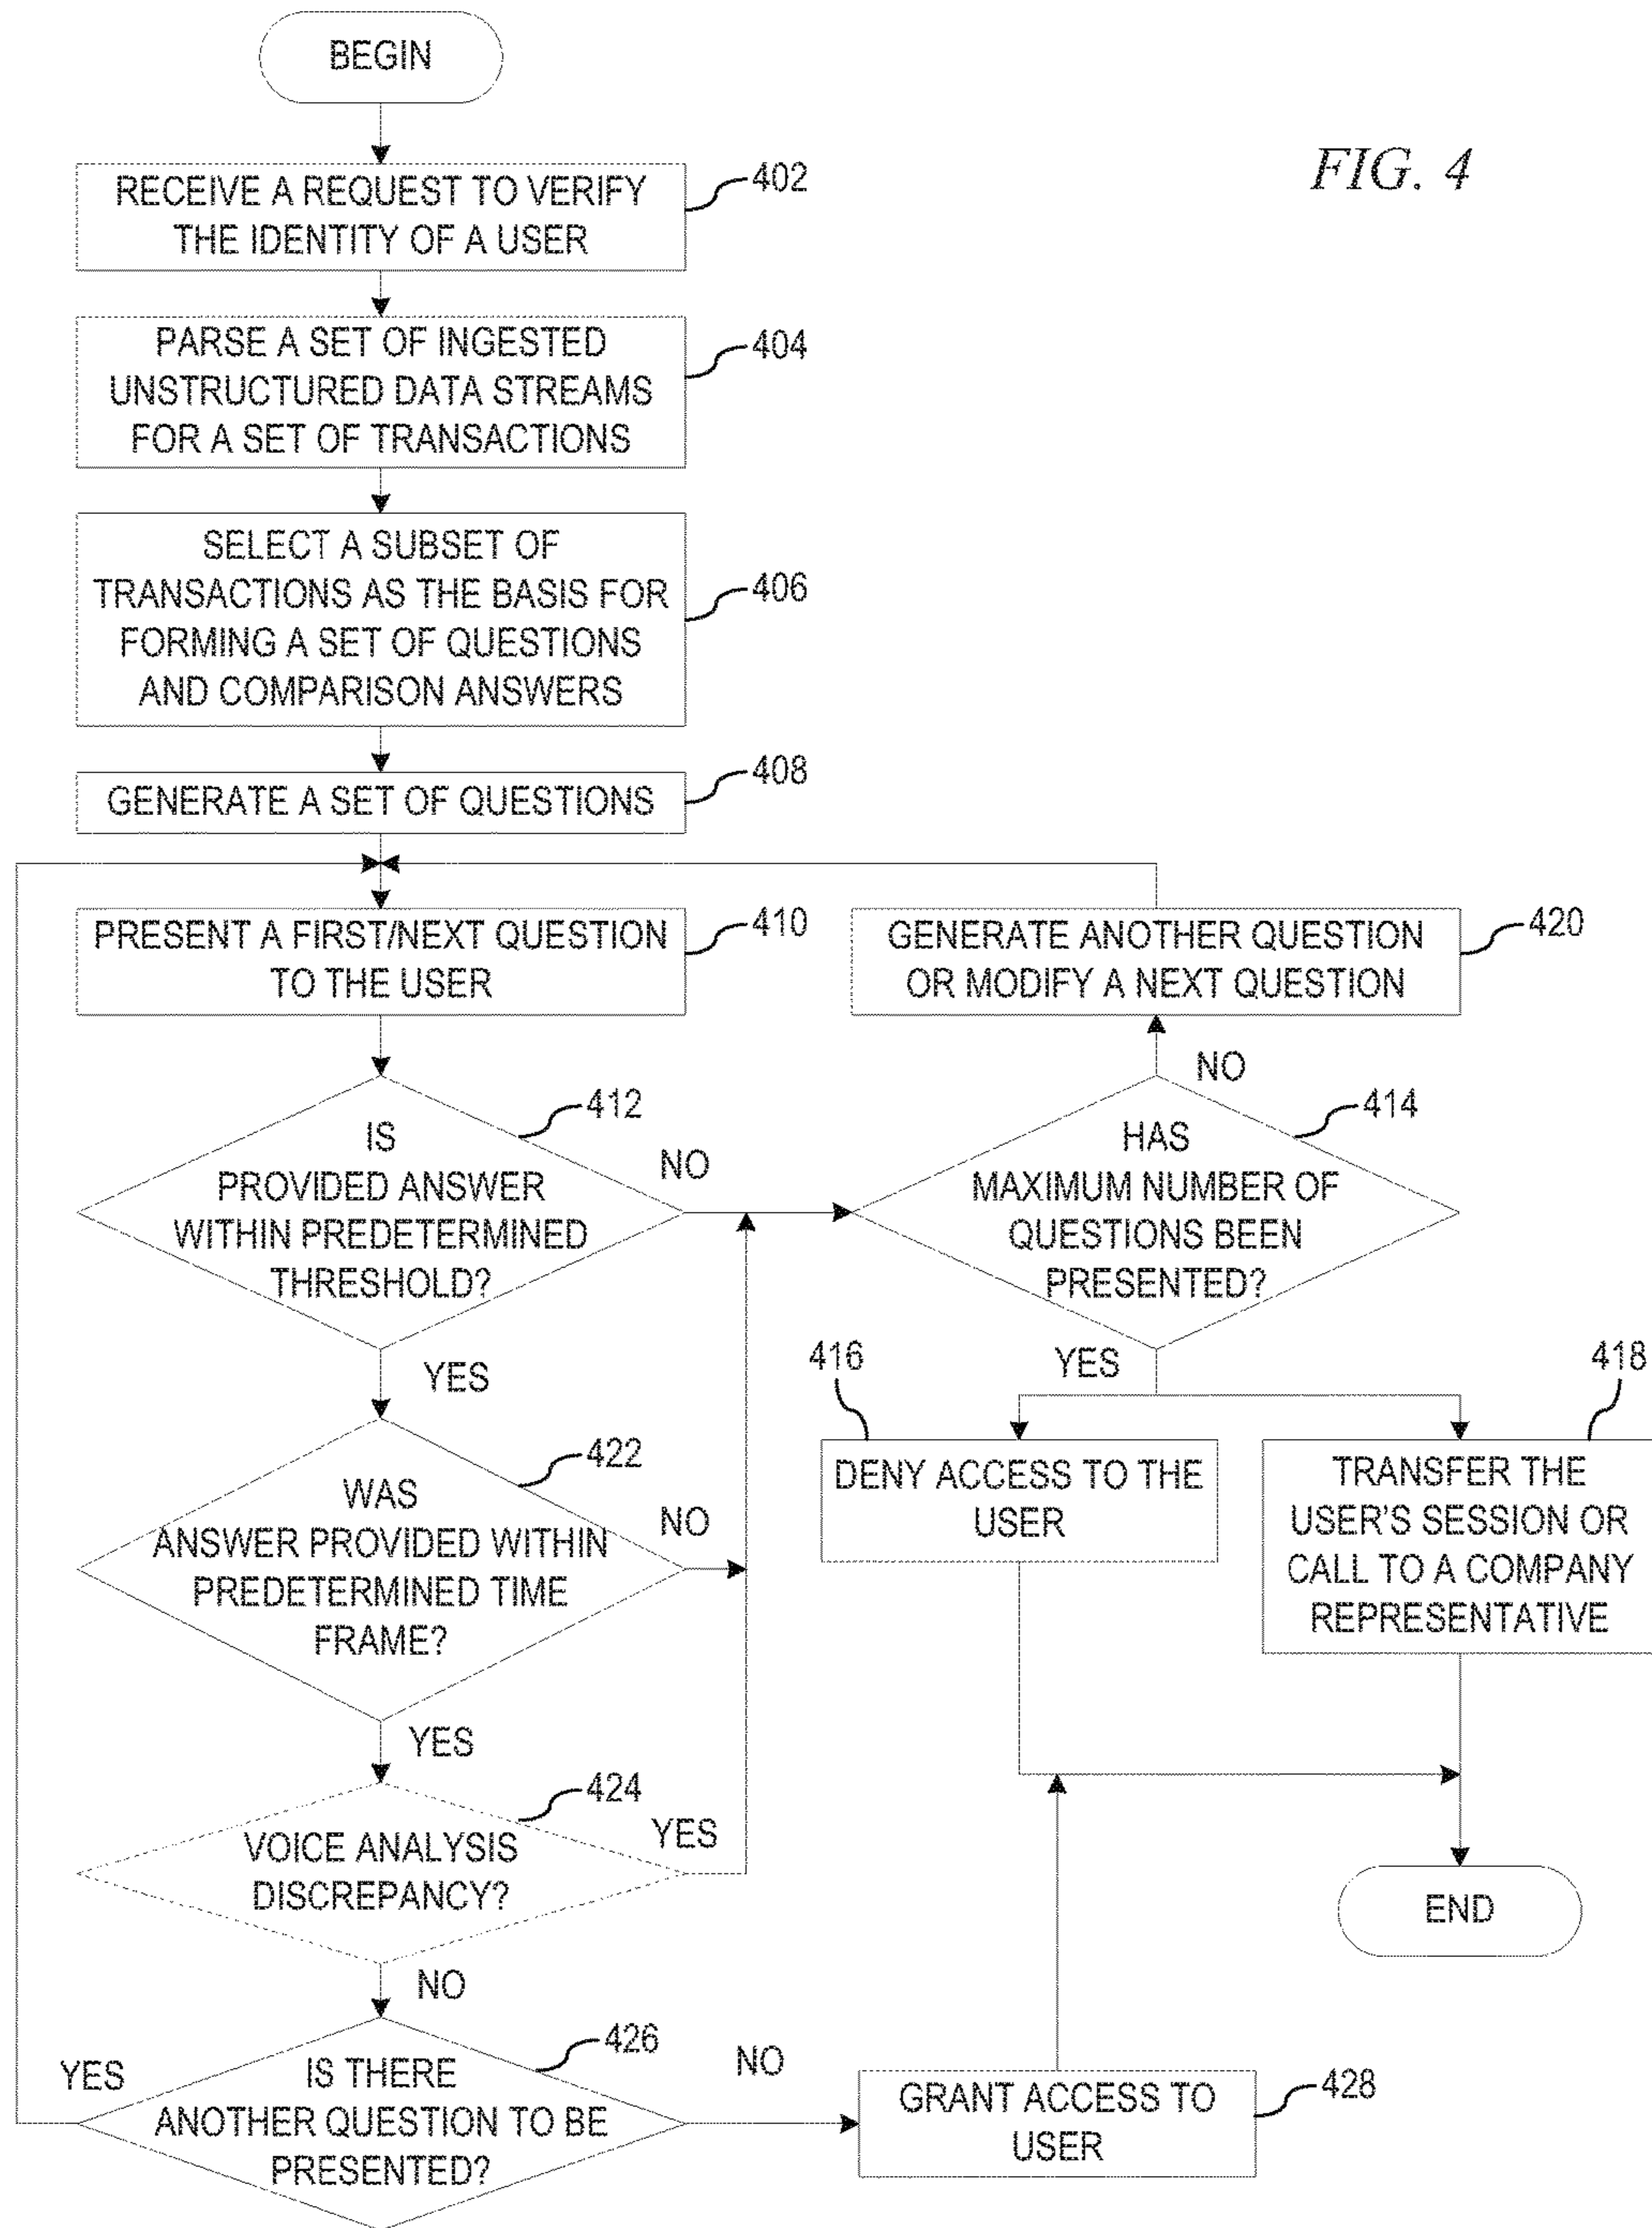 BEGIN
FIG. 4
RECEIVE A REQUEST TO VERIFY
THE IDENTITY OF A USER
402
PARSE A SET OF INGESTED
UNSTRUCTURED DATA STREAMS
FOR A SET OF TRANSACTIONS
404
SELECT A SUBSET OF
TRANSACTIONS AS THE BASIS FOR
FORMING A SET OF QUESTIONS
AND COMPARISON ANSWERS
406
GENERATE A SET OF QUESTIONS
408
PRESENT A FIRST/NEXT QUESTION
TO THE USER
410
GENERATE ANOTHER QUESTION
OR MODIFY A NEXT QUESTION
420
NO
412
IS
PROVIDED ANSWER
WITHIN PREDETERMINED
THRESHOLD?
NO
414
HAS
MAXIMUM NUMBER OF
QUESTIONS BEEN
PRESENTED?
YES
YES
416
DENY ACCESS TO THE
USER
418
TRANSFER THE
USER'S SESSION OR
CALL TO A COMPANY
REPRESENTATIVE
422
WAS
ANSWER PROVIDED WITHIN
PREDETERMINED TIME
FRAME?
NO
YES
424
VOICE ANALYSIS
DISCREPANCY?
YES
END
NO
426
IS THERE
ANOTHER QUESTION TO BE
PRESENTED?
YES
NO
GRANT ACCESS TO
USER
428